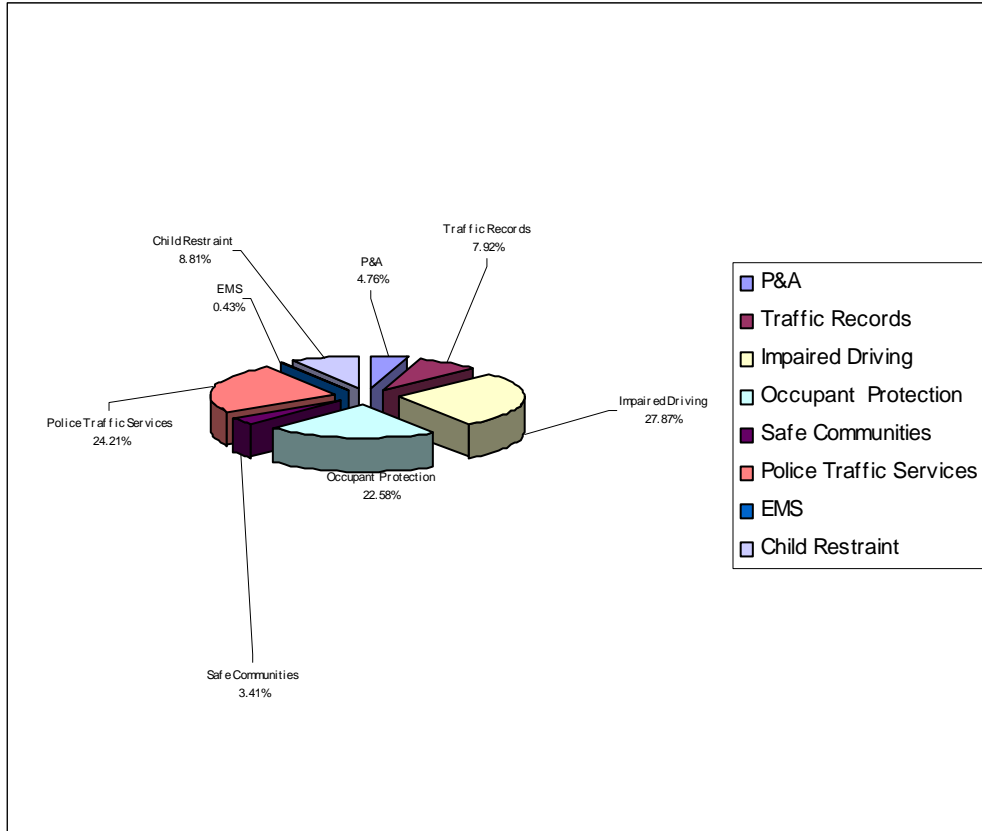 Traffic Records
7.92%
Child Restraint
8.81%
P&A
4.76%
EMS
0.43%
Impaired Driving
27.87%
Police Traffic Services
24.21%
Occupant Protection
22.58%
Safe Communities
3.41%
P&A
Traffic Records
Impaired Driving
Occupant Protection
Safe Communities
Police Traffic Services
EMS
Child Restraint